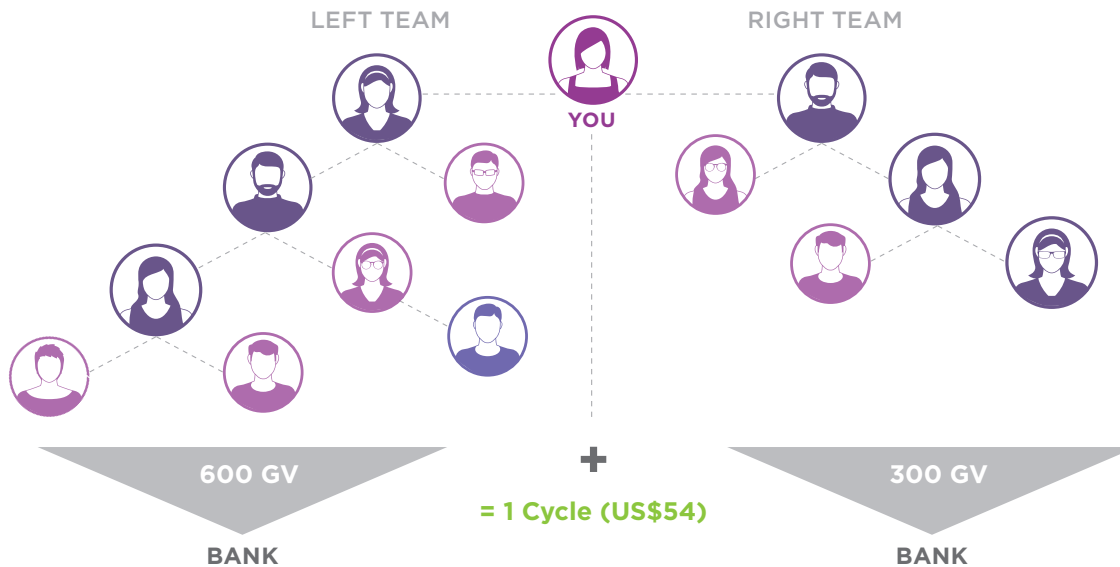 LEFT TEAM
RIGHT TEAM
YOU
600 GV
+
300 GV
= 1 Cycle (US$54)
BANK
BANK